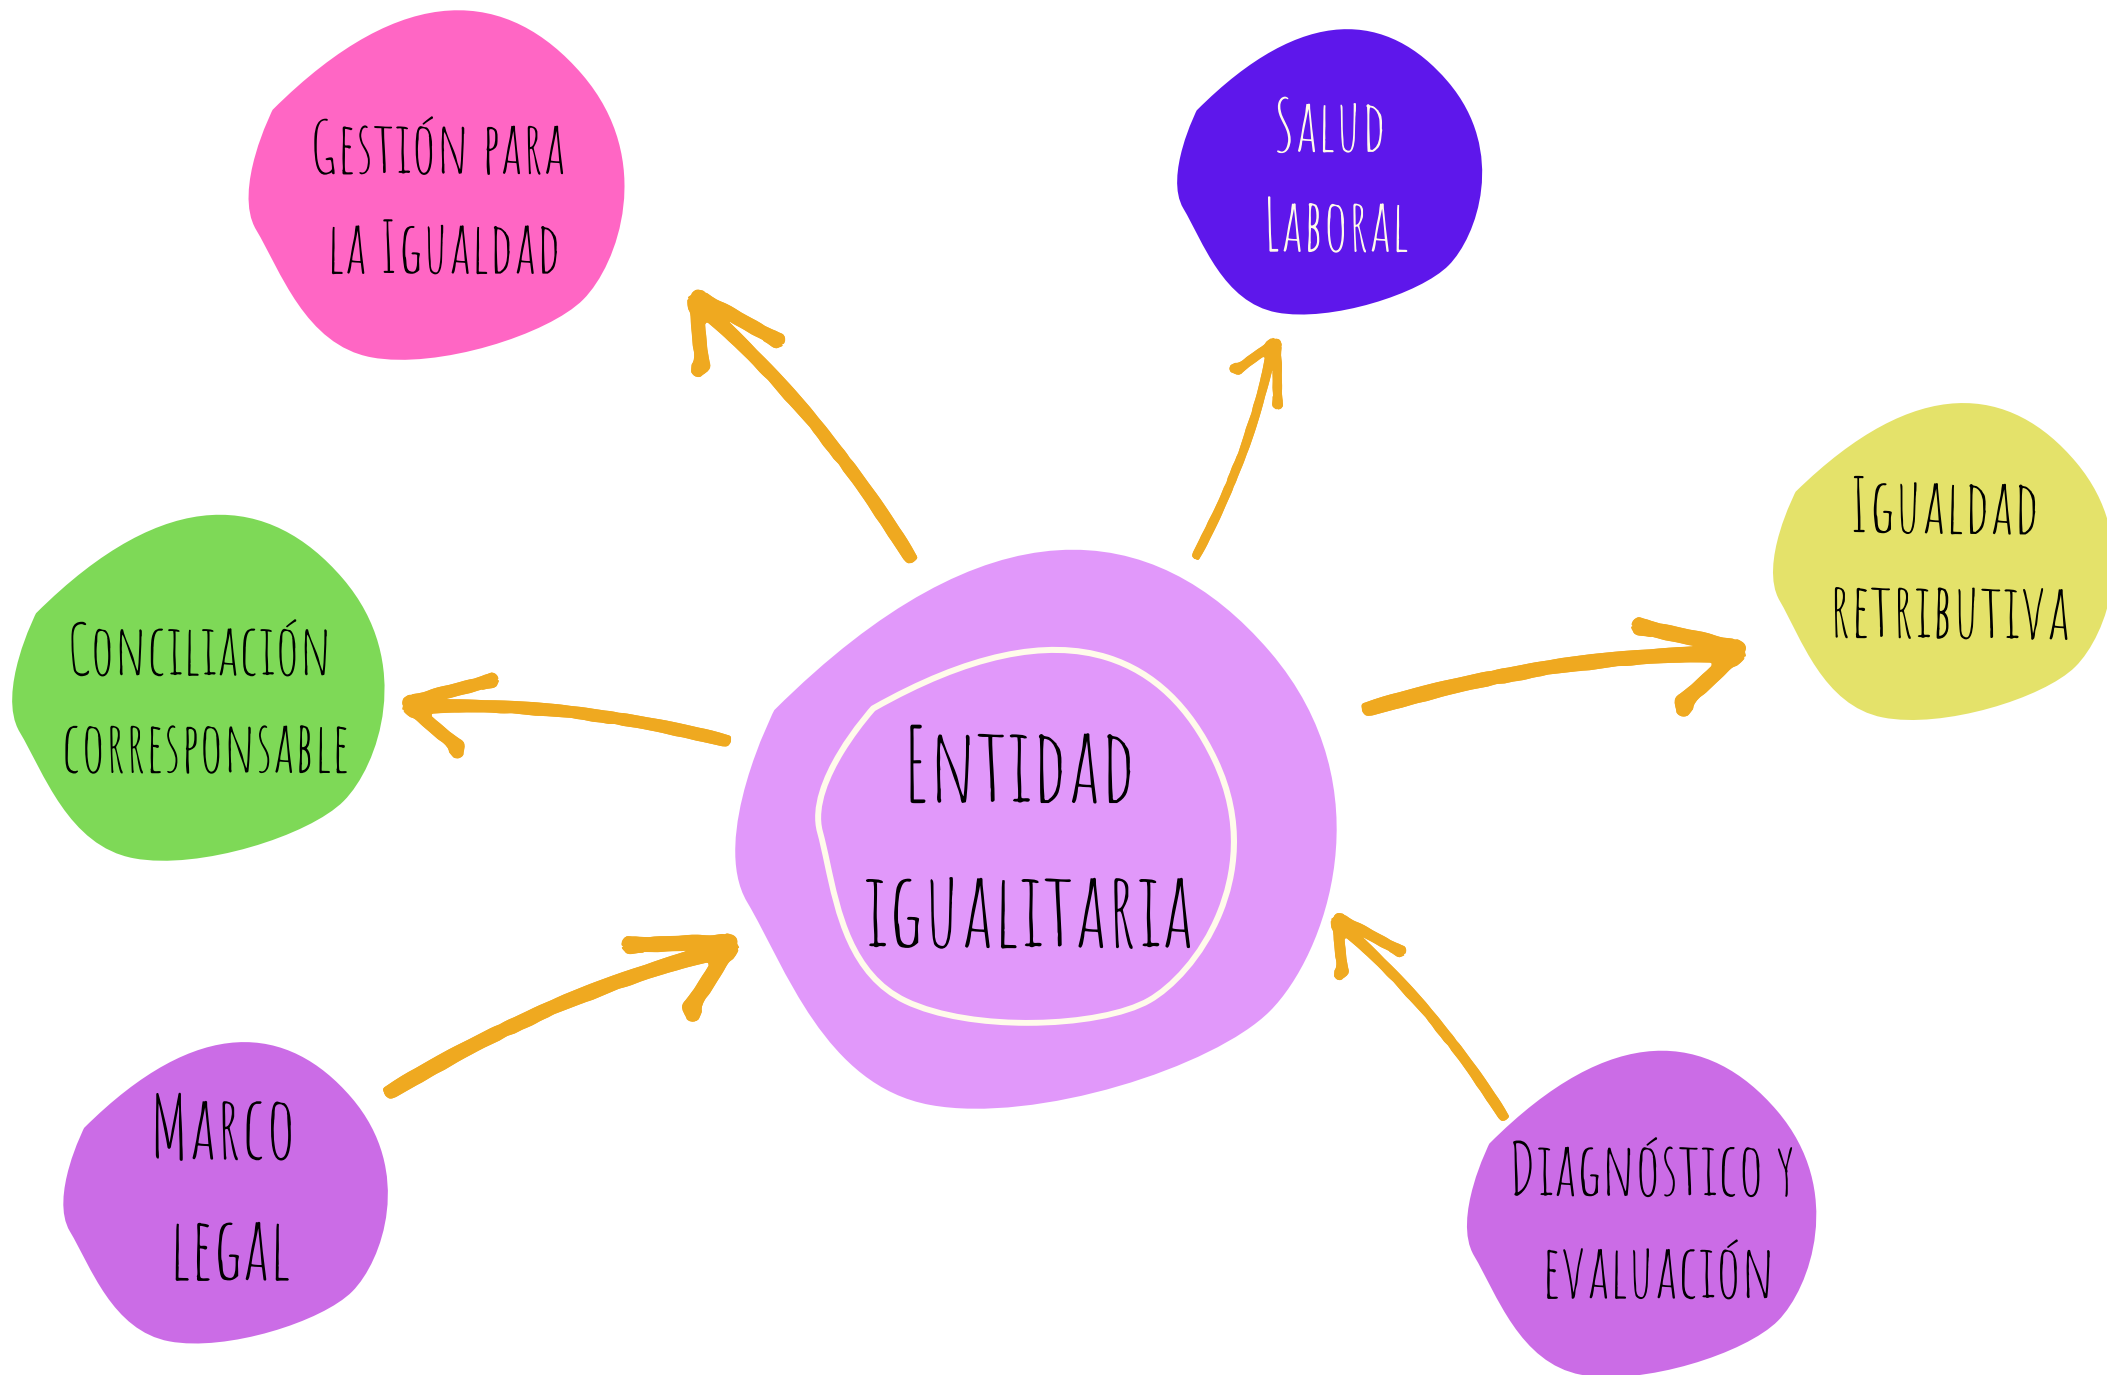 Gestión para
la Igualdad
Salud
Laboral
Igualdad
retributiva
Conciliación
corresponsable
Entidad
igualitaria
Marco
legal
Diagnóstico y
evaluación